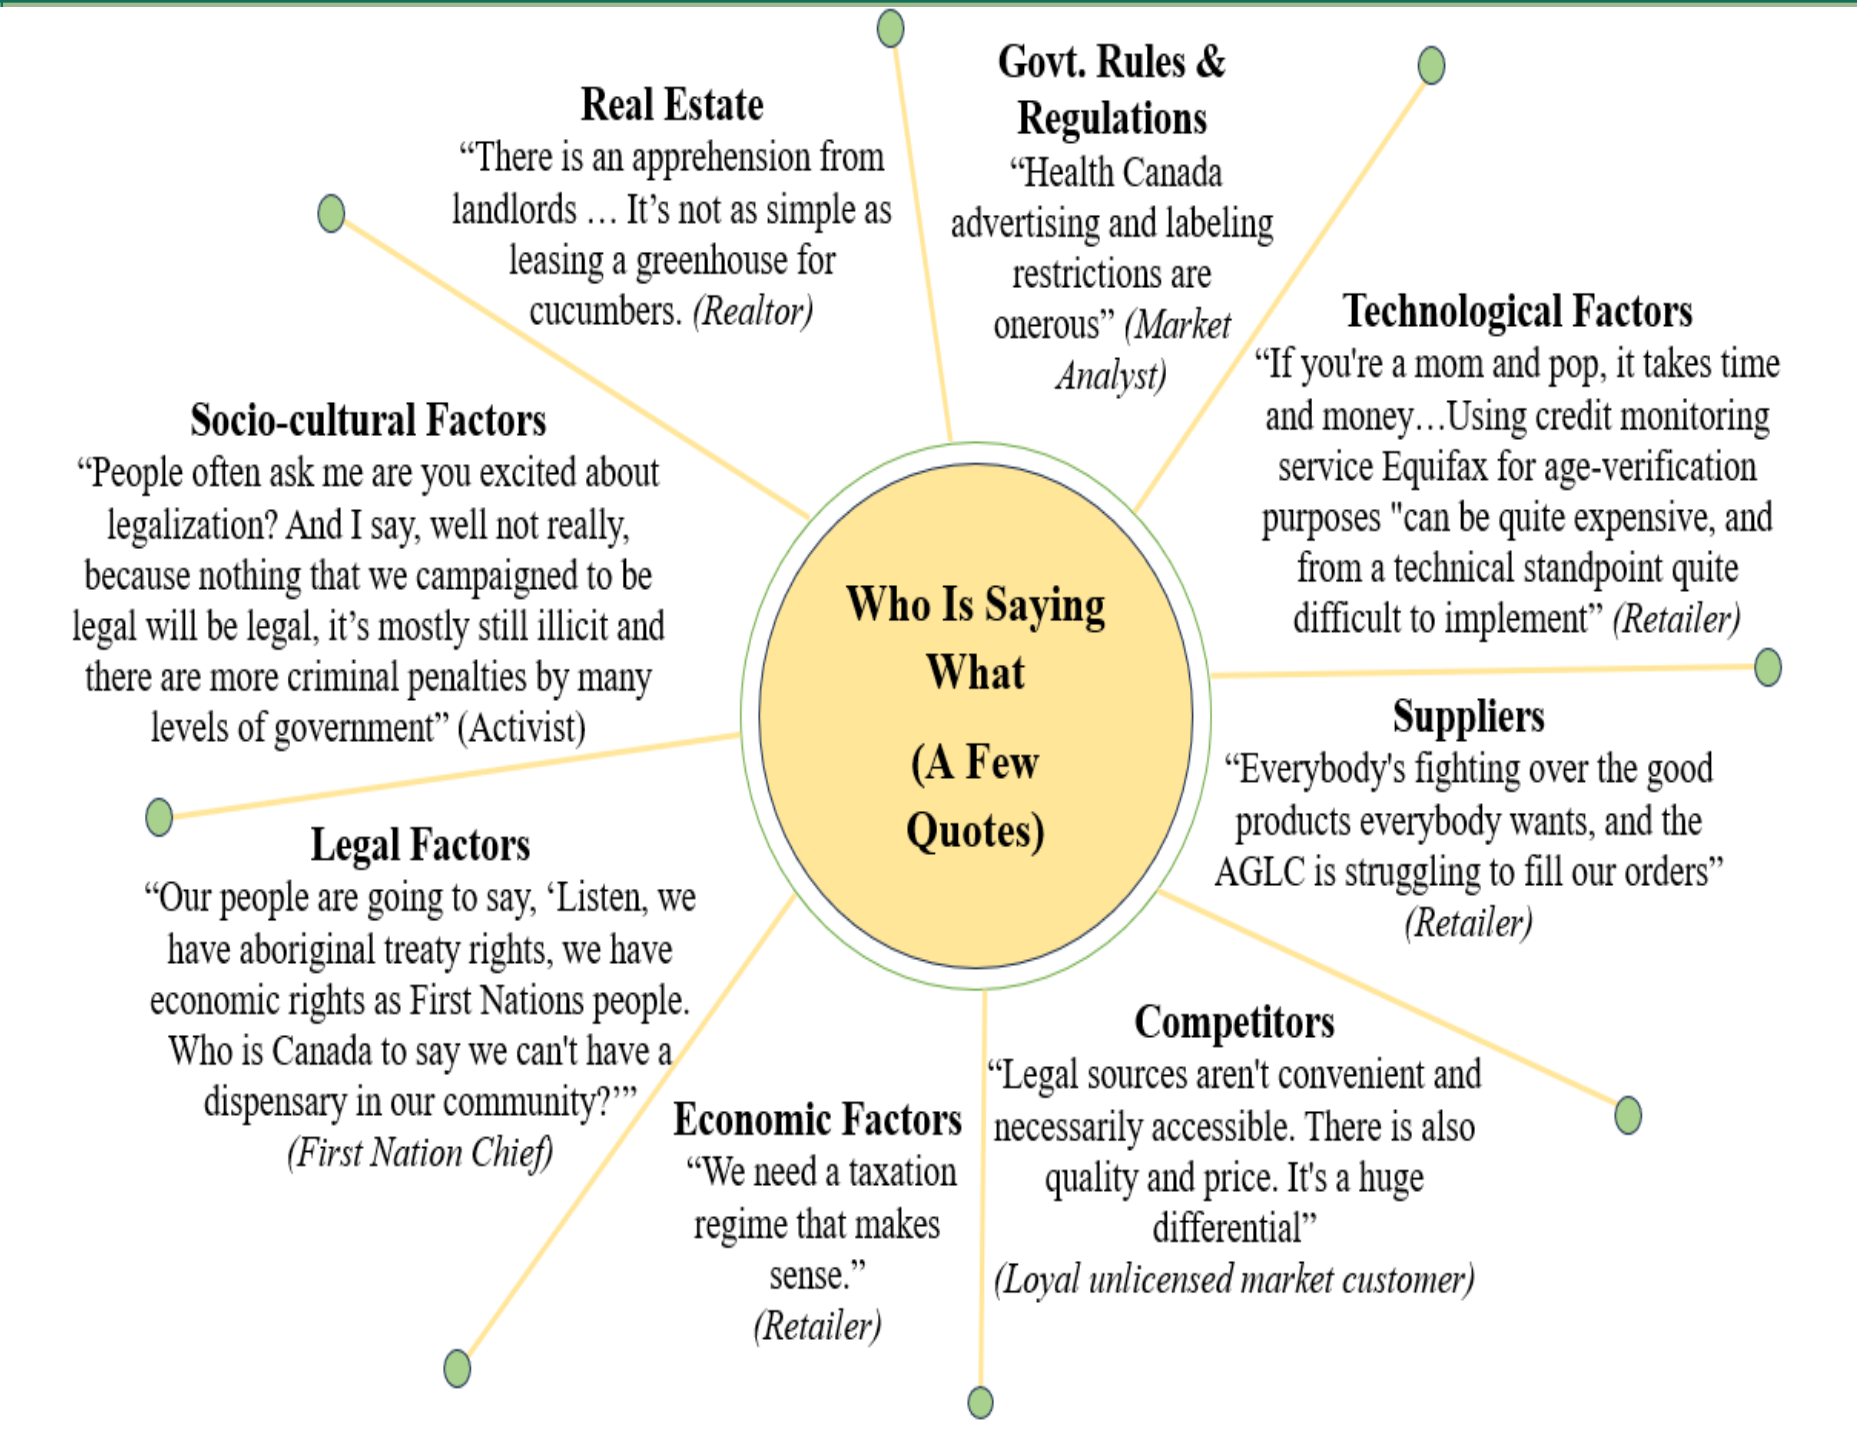 Real Estate
“There is an apprehension from
landlords … It’s not as simple as
leasing a greenhouse for
cucumbers. (Realtor)
Govt. Rules &
Regulations
“Health Canada
advertising and labeling
restrictions are
onerous” (Market
Analyst)
Technological Factors
“If you're a mom and pop, it takes time
and money…Using credit monitoring
service Equifax for age-verification
purposes "can be quite expensive, and
from a technical standpoint quite
difficult to implement” (Retailer)
Socio-cultural Factors
“People often ask me are you excited about
legalization? And I say, well not really,
because nothing that we campaigned to be
legal will be legal, it’s mostly still illicit and
there are more criminal penalties by many
levels of government” (Activist)
Who Is Saying
What
(A Few
Quotes)
Suppliers
“Everybody's fighting over the good
products everybody wants, and the
AGLC is struggling to fill our orders”
(Retailer)
Legal Factors
“Our people are going to say, ‘Listen, we
have aboriginal treaty rights, we have
economic rights as First Nations people.
Who is Canada to say we can't have a
dispensary in our community?’”
(First Nation Chief)
Economic Factors
“We need a taxation
regime that makes
sense.”
(Retailer)
Competitors
“Legal sources aren't convenient and
necessarily accessible. There is also
quality and price. It's a huge
differential”
(Loyal unlicensed market customer)